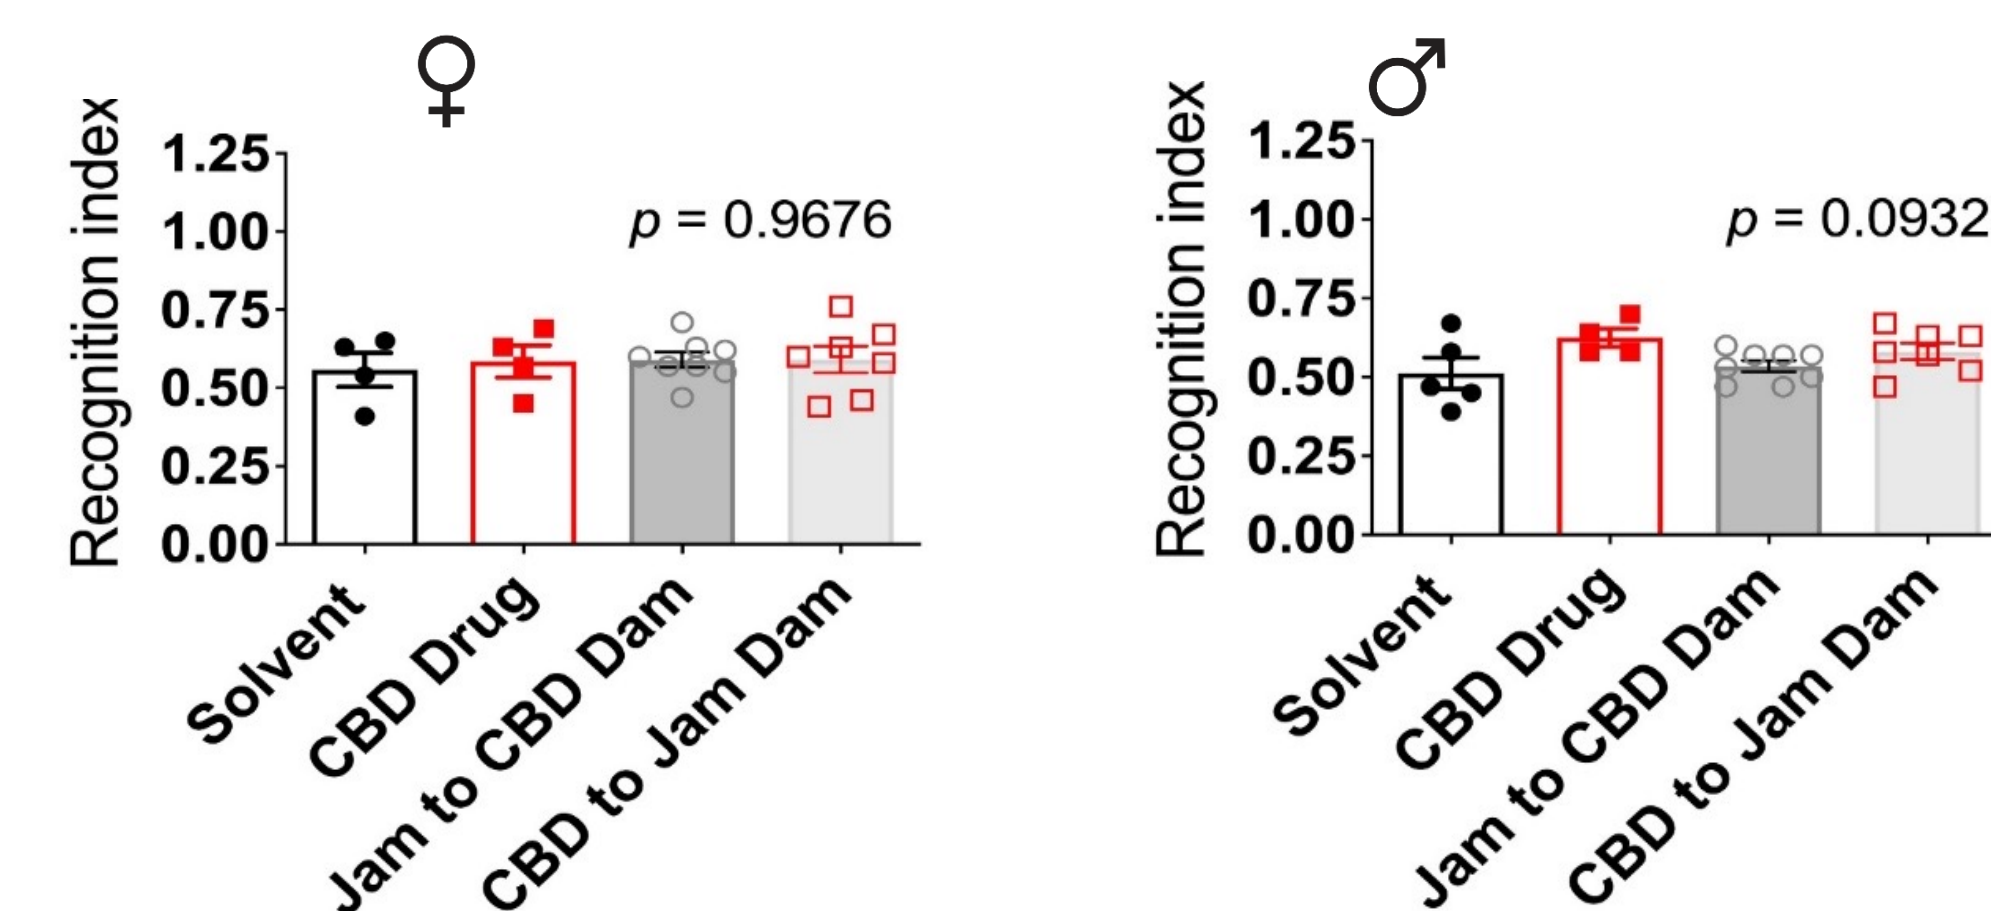 ♀
Recognition index
1.25
1.00
0.75
0.50
0.25
0.00
p = 0.9676
Solvent
CBD Drug
Jam to CBD Dam
CBD to Jam Dam
♂
Recognition index
1.25
1.00
0.75
0.50
0.25
0.00
p = 0.0932
Solvent
CBD Drug
Jam to CBD Dam
CBD to Jam Dam